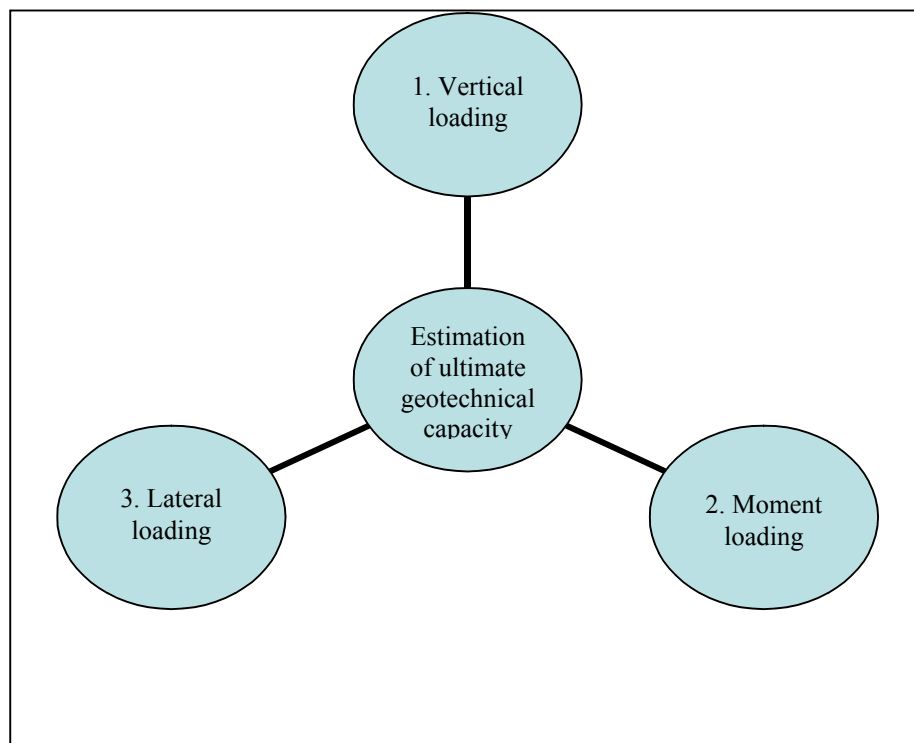 1. Vertical
loading
Estimation
of ultimate
geotechnical
capacity
3. Lateral
loading
2. Moment
loading